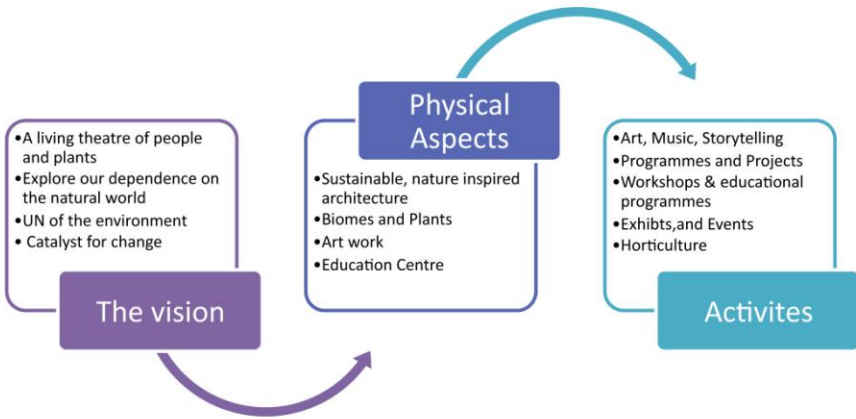 •A living theatre of people
and plants
•Explore our dependence on
the natural world
•UN of the environment
• Catalyst for change
The vision
Physical
Aspects
•Sustainable, nature inspired
architecture
•Biomes and Plants
•Art work
•Education Centre
•Art, Music, Storytelling
•Programmes and Projects
•Workshops & educational
programmes
•Exhibts,and Events
•Horticulture
Activites